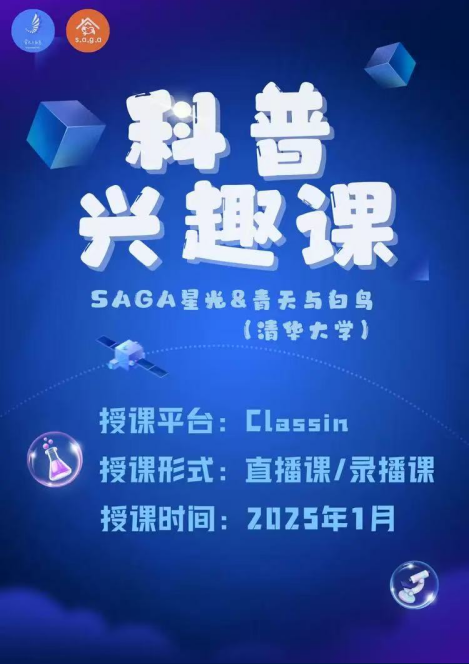 saga
科普
兴趣课
SAGA星光&青天与白鸟
（清华大学）
授课平台：Classin
授课形式：直播课/录播课
授课时间：2025年1月